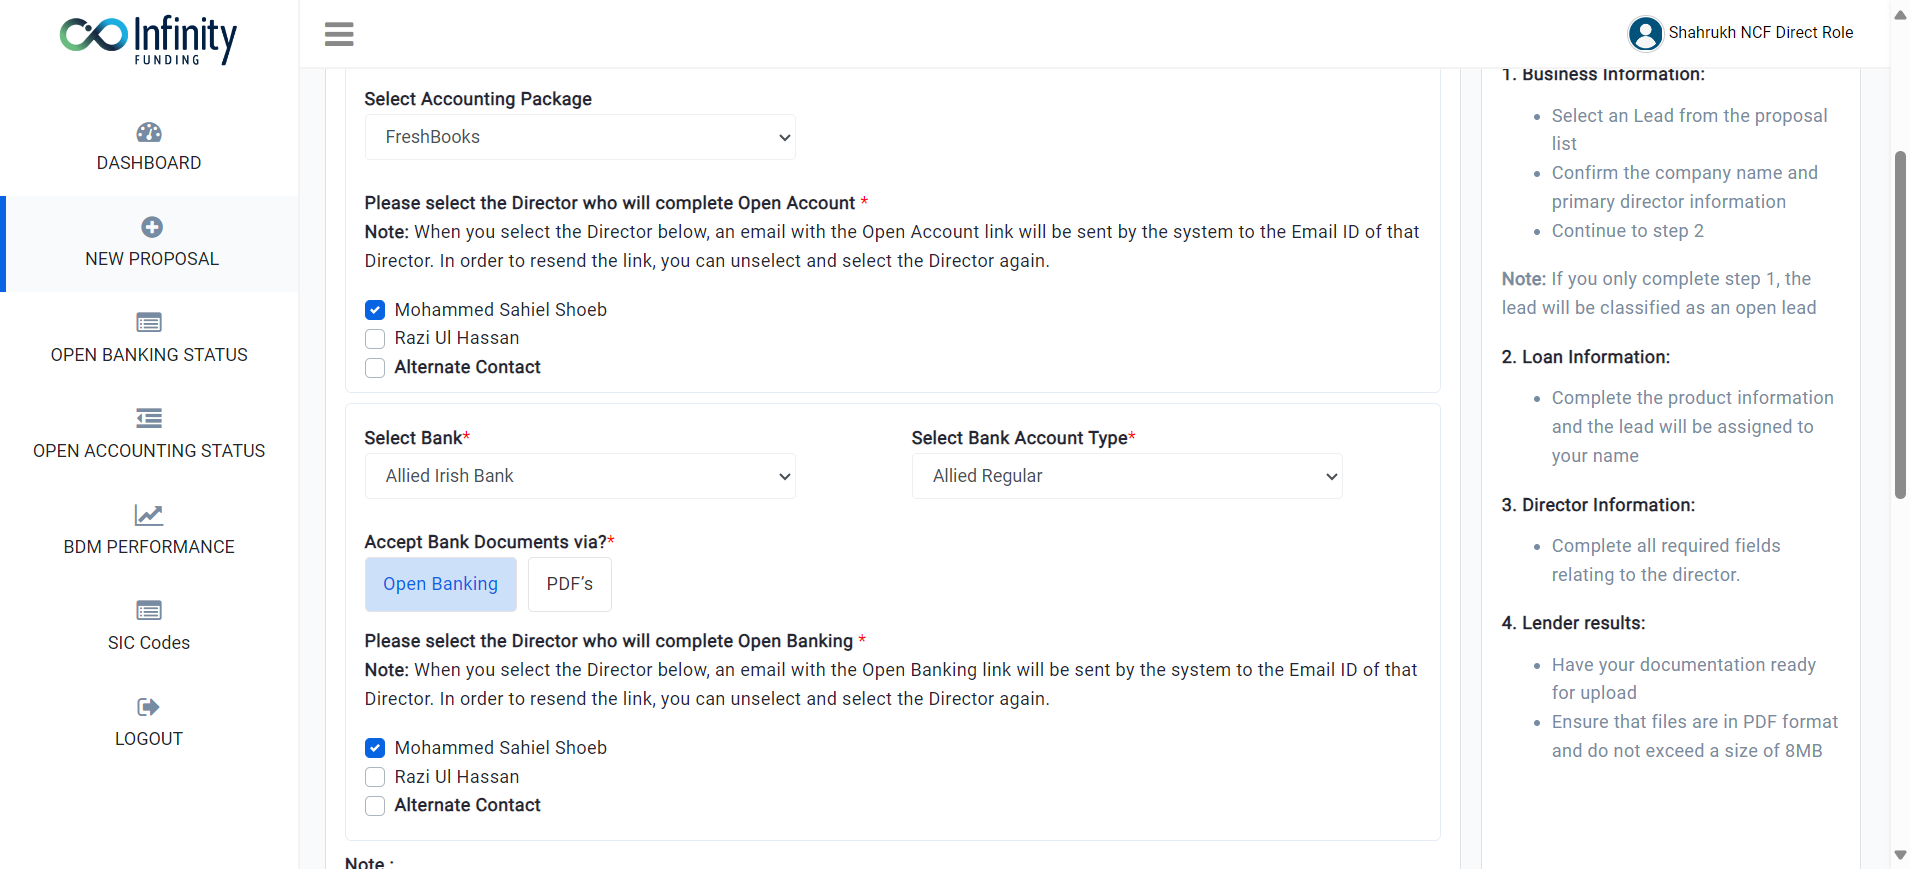 Infinity
FUNDING
DASHBOARD
NEW PROPOSAL
OPEN BANKING STATUS
OPEN ACCOUNTING STATUS
BDM PERFORMANCE
SIC Codes
LOGOUT
Shahrukh NCF Direct Role
Select Accounting Package
FreshBooks
Please select the Director who will complete Open Account *
Note: When you select the Director below, an email with the Open Account link will be sent by the system to the Email ID of that
Director. In order to resend the link, you can unselect and select the Director again.
Mohammed Sahiel Shoeb
Razi Ul Hassan
Alternate Contact
Select Bank*
Select Bank Account Type*
Allied Irish Bank
Allied Regular
Accept Bank Documents via?*
Open Banking
PDF’s
Please select the Director who will complete Open Banking *
Note: When you select the Director below, an email with the Open Banking link will be sent by the system to the Email ID of that
Director. In order to resend the link, you can unselect and select the Director again.
Mohammed Sahiel Shoeb
Razi Ul Hassan
Alternate Contact
Note :
1. Business Information:
• Select an Lead from the proposal
list
• Confirm the company name and
primary director information
• Continue to step 2
Note: If you only complete step 1, the
lead will be classified as an open lead
2. Loan Information:
• Complete the product information
and the lead will be assigned to
your name
3. Director Information:
• Complete all required fields
relating to the director.
4. Lender results:
• Have your documentation ready
for upload
• Ensure that files are in PDF format
and do not exceed a size of 8MB